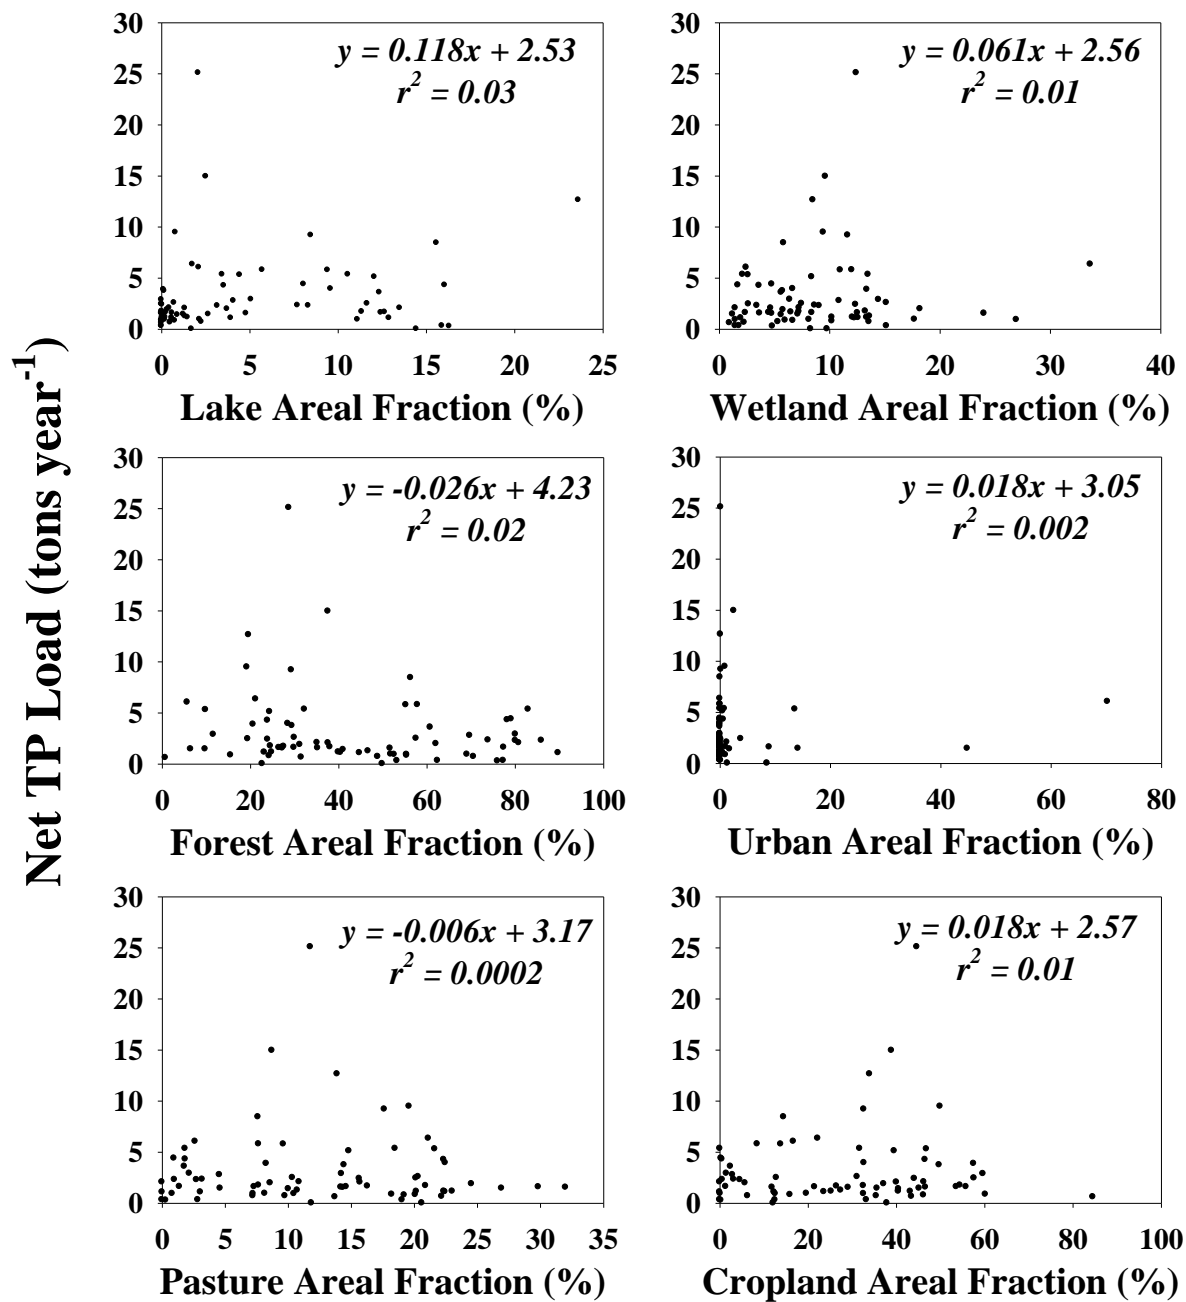 Net TP Load (tons year⁻¹)
30
25
20
15
10
5
0
y = 0.118x + 2.53
r² = 0.03
0 5 10 15 20 25
Lake Areal Fraction (%)
30
25
20
15
10
5
0
y = 0.061x + 2.56
r² = 0.01
0 10 20 30 40
Wetland Areal Fraction (%)
30
25
20
15
10
5
0
y = -0.026x + 4.23
r² = 0.02
0 20 40 60 80 100
Forest Areal Fraction (%)
30
25
20
15
10
5
0
y = 0.018x + 3.05
r² = 0.002
0 20 40 60 80
Urban Areal Fraction (%)
30
25
20
15
10
5
0
y = -0.006x + 3.17
r² = 0.0002
0 5 10 15 20 25 30 35
Pasture Areal Fraction (%)
30
25
20
15
10
5
0
y = 0.018x + 2.57
r² = 0.01
0 20 40 60 80 100
Cropland Areal Fraction (%)